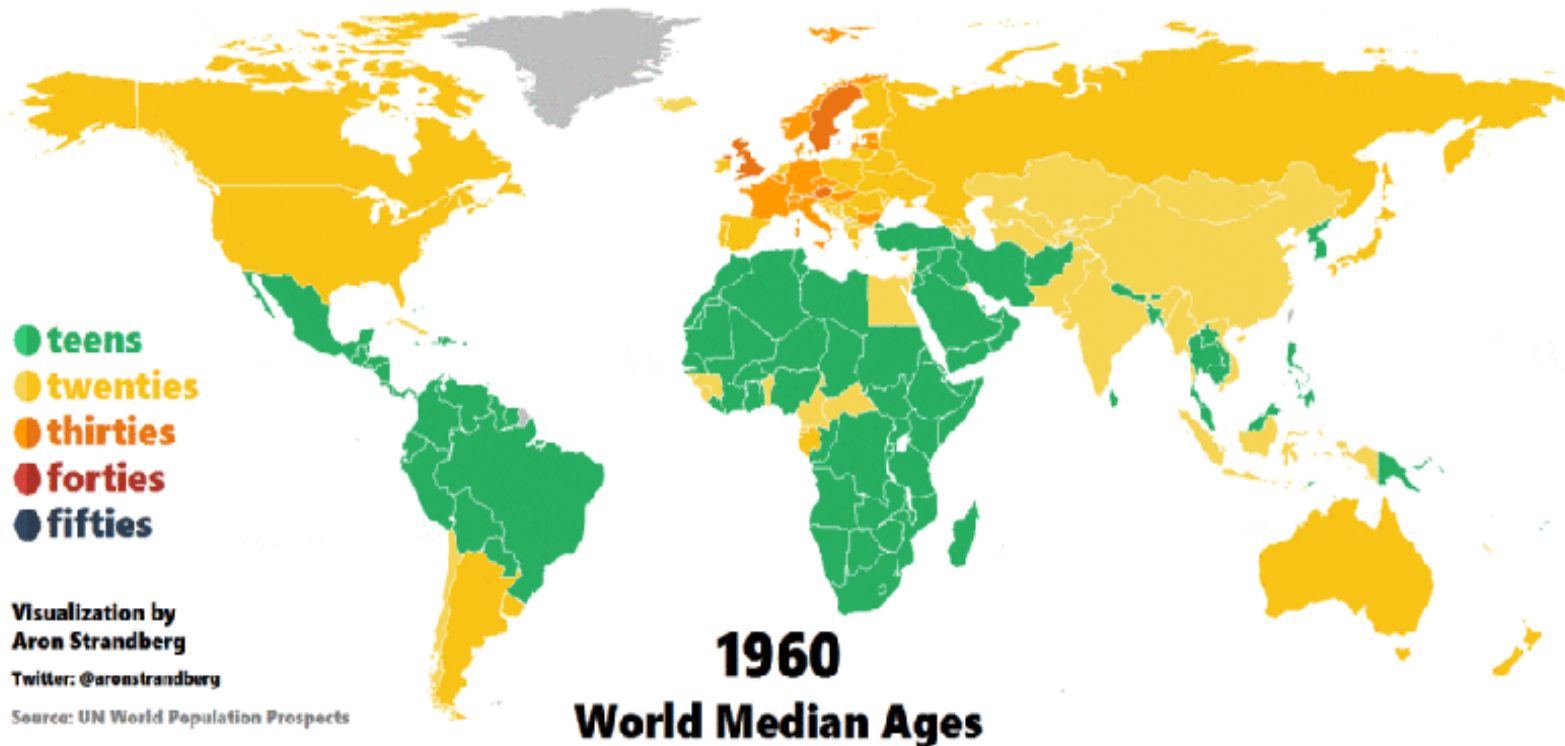 teens
twenties
thirties
forties
fifties
Visualization by
Aron Strandberg
Twitter: @aronstrandberg
Source: UN World Population Prospects
1960
World Median Ages